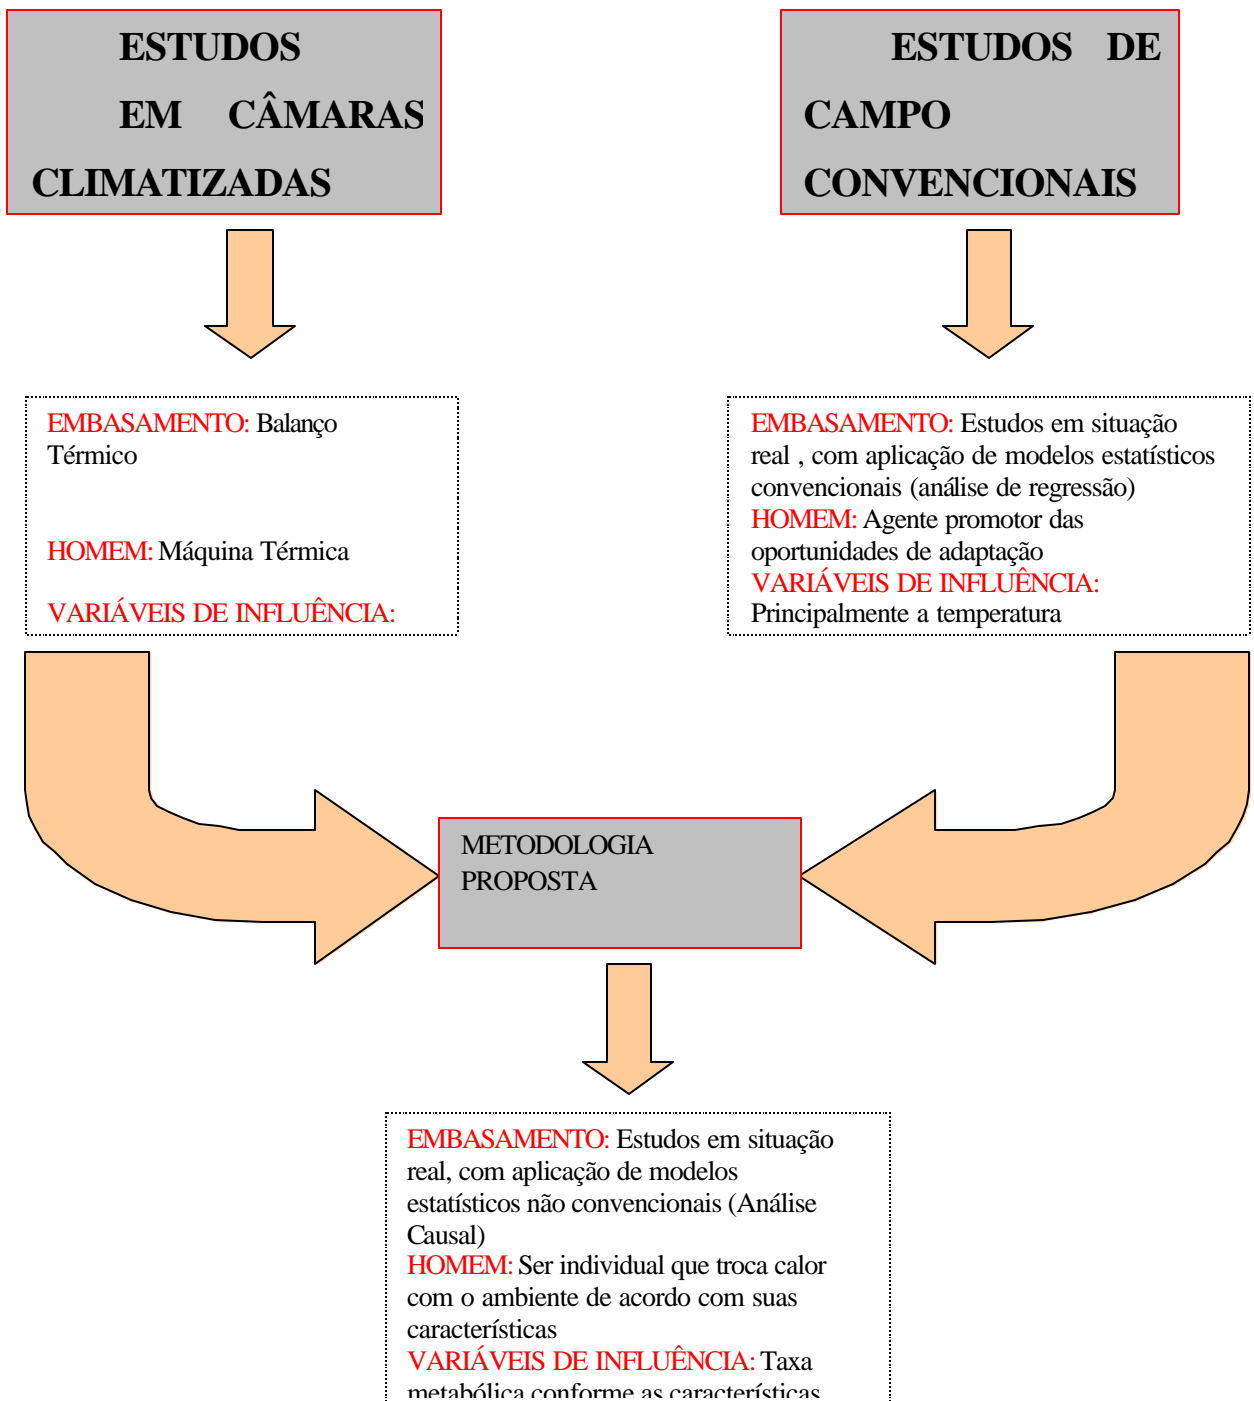 ESTUDOS
EM CÂMARAS
CLIMATIZADAS
ESTUDOS DE
CAMPO
CONVENCIONAIS
EMBASAMENTO: Balanço
Térmico
HOMEM: Máquina Térmica
VARIÁVEIS DE INFLUÊNCIA:
EMBASAMENTO: Estudos em situação
real , com aplicação de modelos estatísticos
convencionais (análise de regressão)
HOMEM: Agente promotor das
oportunidades de adaptação
VARIÁVEIS DE INFLUÊNCIA:
Principalmente a temperatura
METODOLOGIA
PROPOSTA
EMBASAMENTO: Estudos em situação
real, com aplicação de modelos
estatísticos não convencionais (Análise
Causal)
HOMEM: Ser individual que troca calor
com o ambiente de acordo com suas
características
VARIÁVEIS DE INFLUÊNCIA: Taxa
metabólica conforme as características